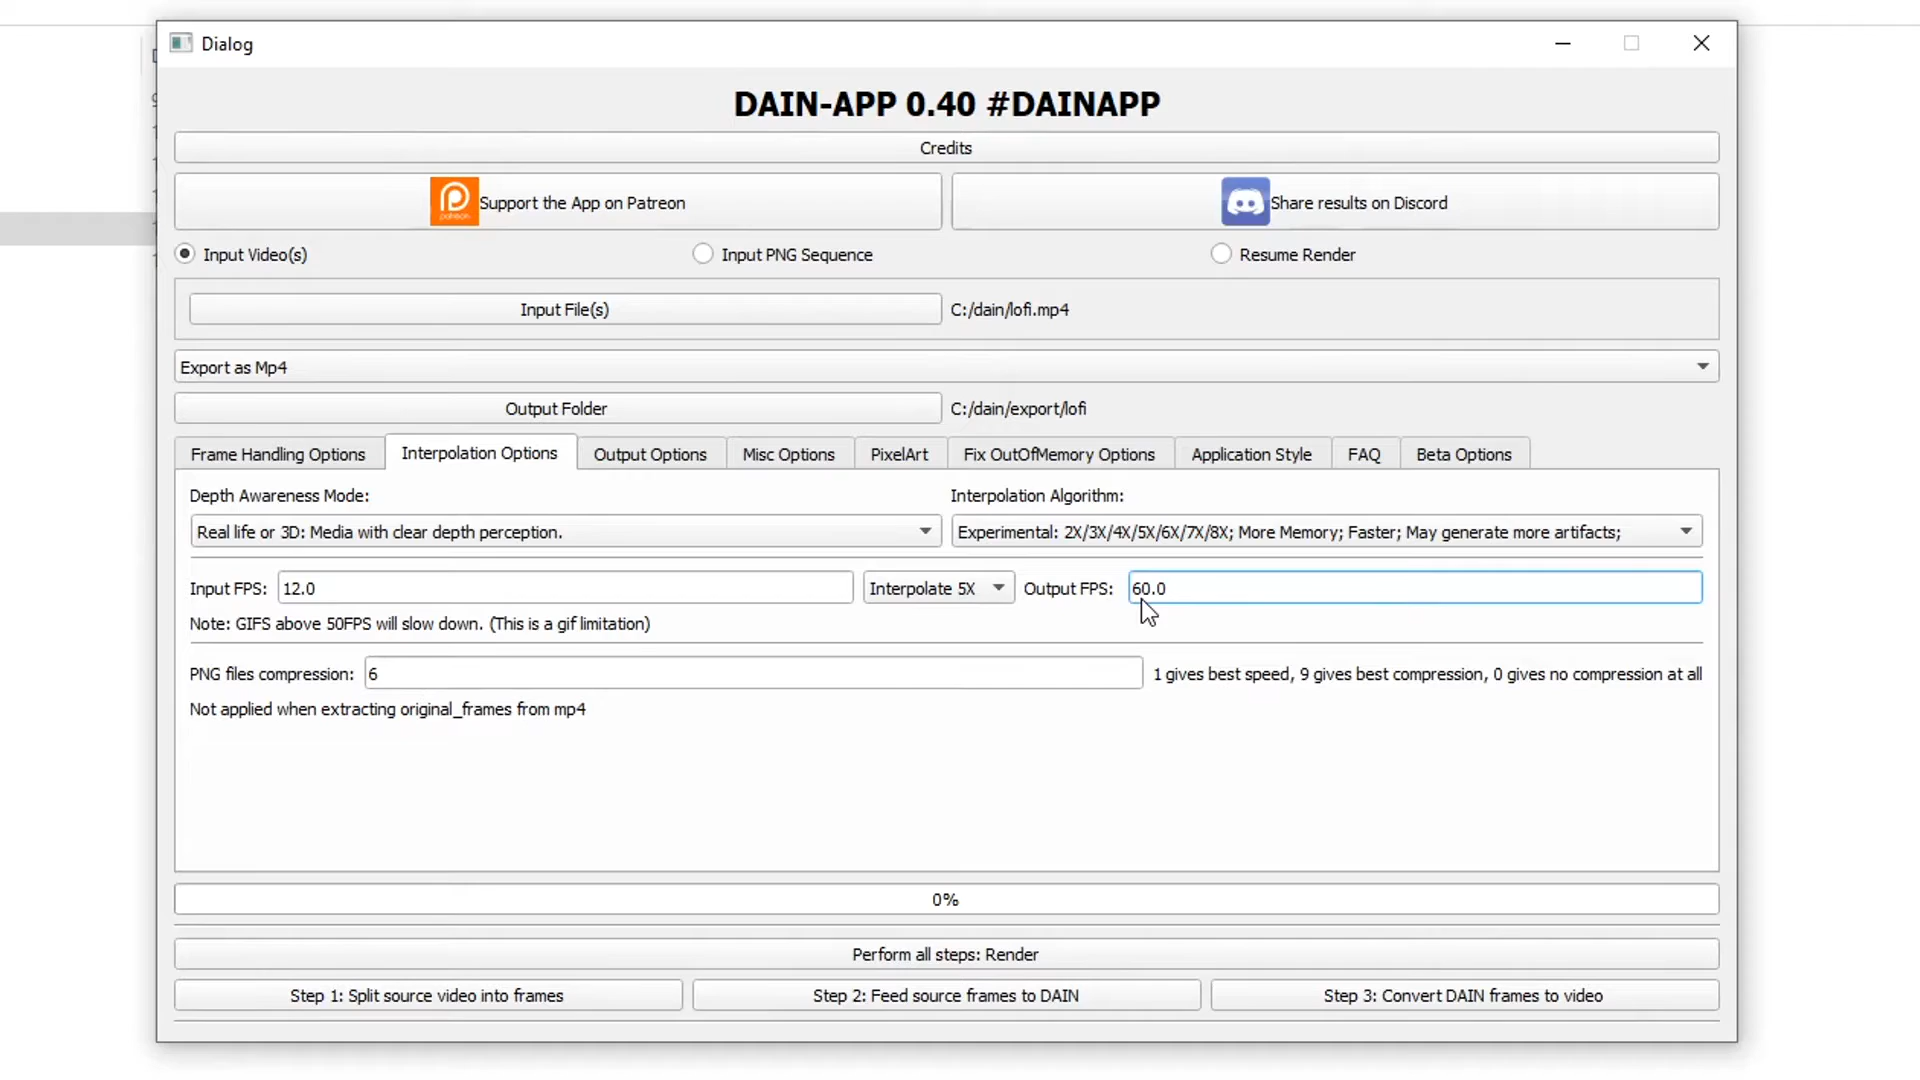 Dialog
DAIN-APP 0.40 #DAINAPP
Credits
Support the App on Patreon
Share results on Discord
Input Video(s)
Input PNG Sequence
Resume Render
Input File(s)
C:/dain/lofi.mp4
Export as Mp4
Output Folder
C:/dain/export/lofi
Frame Handling Options
Interpolation Options
Output Options
Misc Options
PixelArt
Fix OutOfMemory Options
Application Style
FAQ
Beta Options
Depth Awareness Mode:
Interpolation Algorithm:
Real life or 3D: Media with clear depth perception.
Experimental: 2X/3X/4X/5X/6X/7X/8X; More Memory; Faster; May generate more artifacts;
Input FPS: 12.0
Interpolate 5X
Output FPS: 60.0
Note: GIFS above 50FPS will slow down. (This is a gif limitation)
PNG files compression: 6
1 gives best speed, 9 gives best compression, 0 gives no compression at all
Not applied when extracting original_frames from mp4
0%
Perform all steps: Render
Step 1: Split source video into frames
Step 2: Feed source frames to DAIN
Step 3: Convert DAIN frames to video